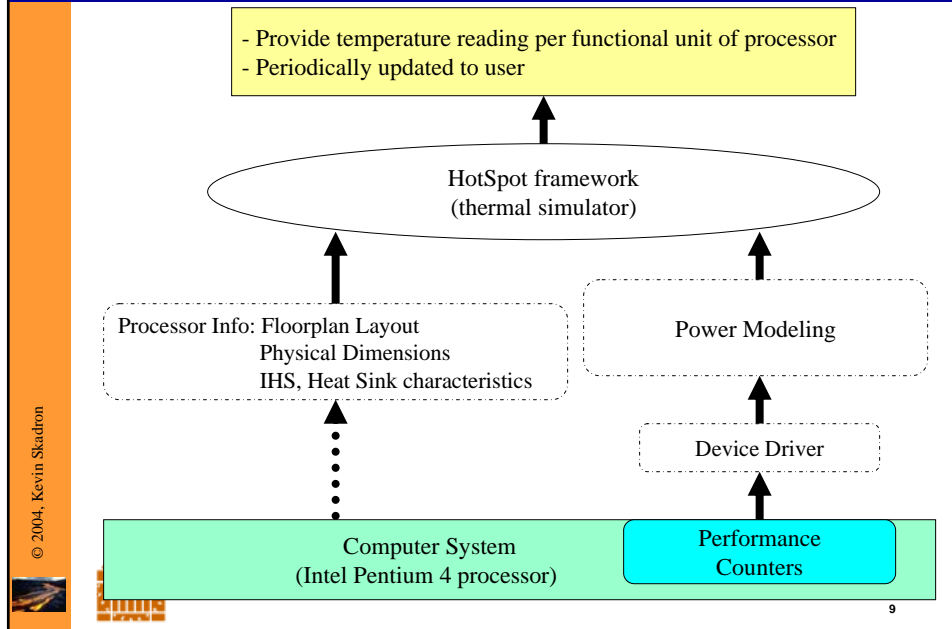 - Provide temperature reading per functional unit of processor
- Periodically updated to user
HotSpot framework
(thermal simulator)
Processor Info: Floorplan Layout
Physical Dimensions
IHS, Heat Sink characteristics
Power Modeling
Device Driver
Computer System
(Intel Pentium 4 processor)
Performance
Counters
© 2004, Kevin Skadron
9